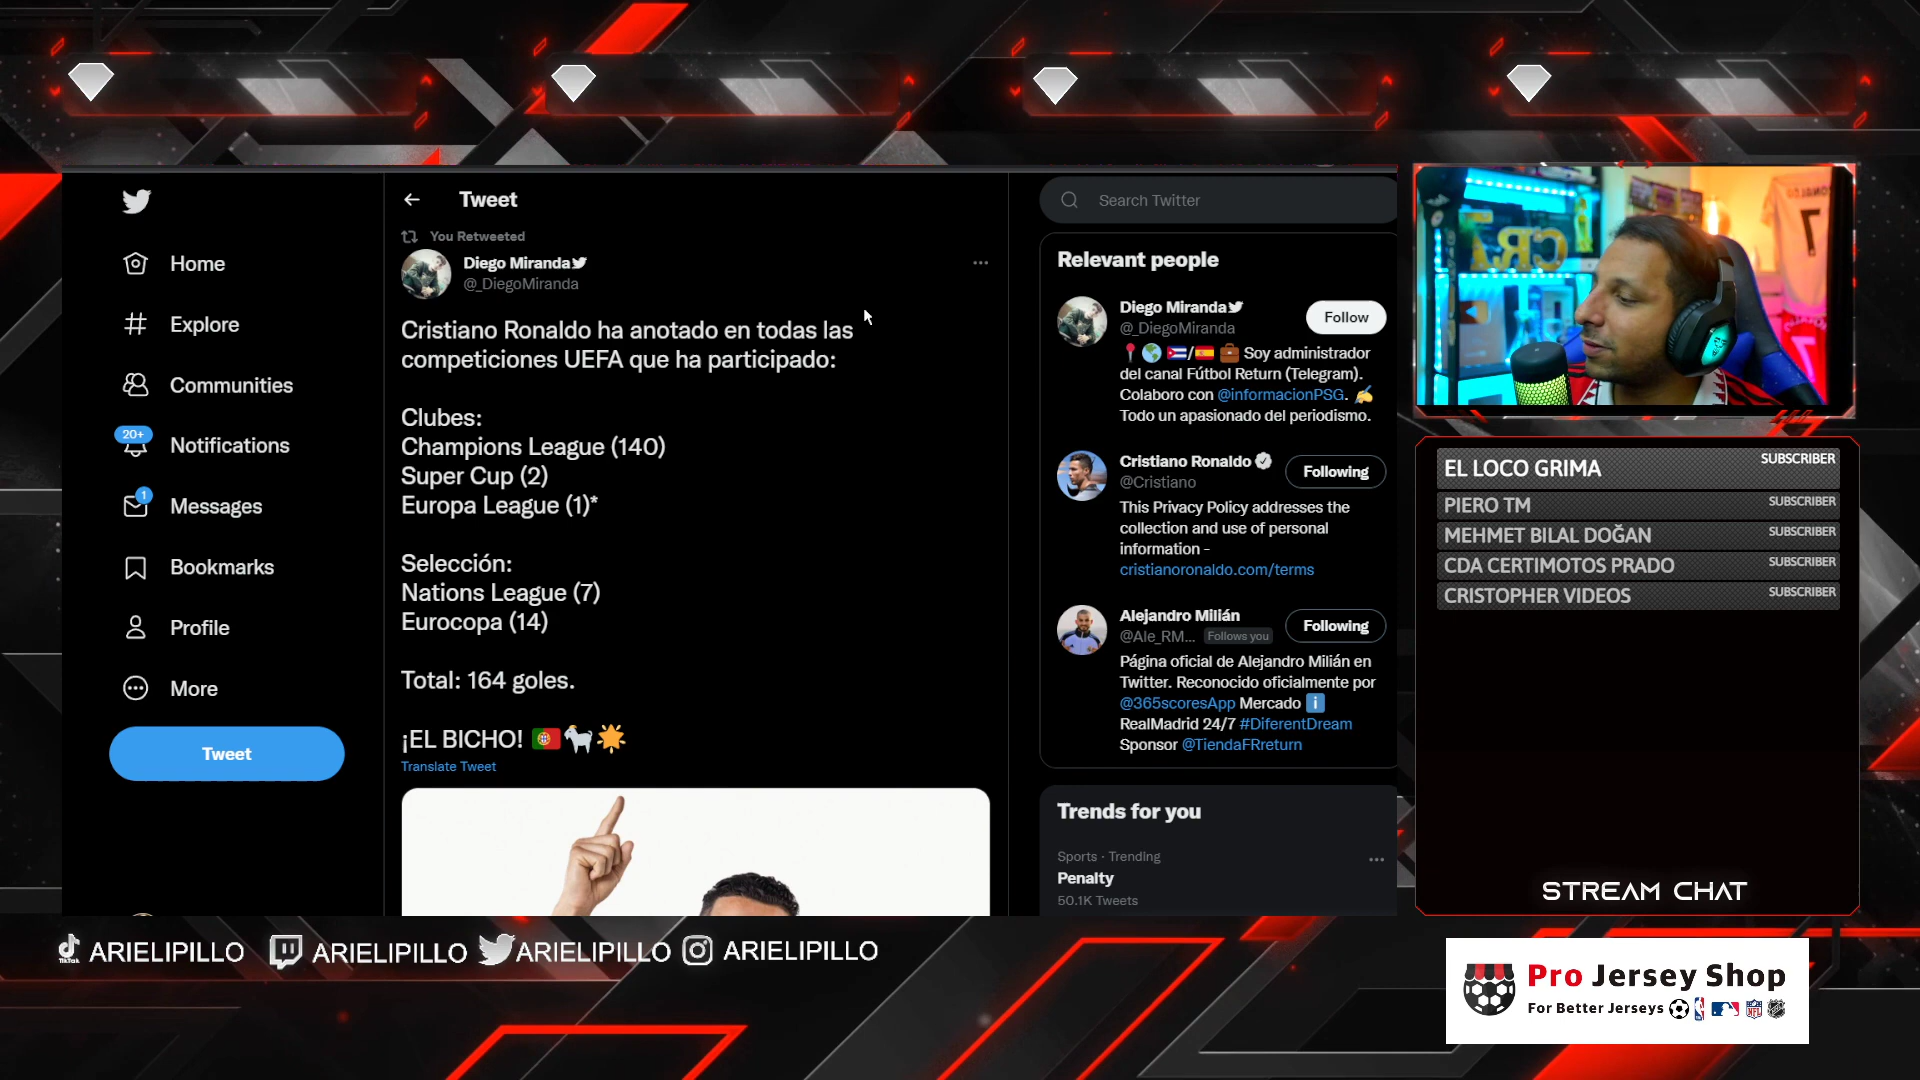 Home
Explore
Communities
20+
Notifications
1
Messages
Bookmarks
Profile
More
Tweet
Tweet
You Retweeted
Diego Miranda
@_DiegoMiranda
Cristiano Ronaldo ha anotado en todas las
competiciones UEFA que ha participado:
Clubes:
Champions League (140)
Super Cup (2)
Europa League (1)*
Selección:
Nations League (7)
Eurocopa (14)
Total: 164 goles.
¡EL BICHO! 🇵🇹🐐🌟
Translate Tweet
Search Twitter
Relevant people
Diego Miranda
@_DiegoMiranda
Follow
📍🌎🇨🇺/🇪🇸 💼 Soy administrador
del canal Fútbol Return (Telegram).
Colaboro con @informacionPSG. ✍️
Todo un apasionado del periodismo.
Cristiano Ronaldo
@Cristiano
Following
This Privacy Policy addresses the
collection and use of personal
information -
cristianoronaldo.com/terms
Alejandro Milián
@Ale_RM... Follows you
Following
Página oficial de Alejandro Milián en
Twitter. Reconocido oficialmente por
@365scoresApp Mercado ℹ️
RealMadrid 24/7 #DiferentDream
Sponsor @TiendaFRreturn
Trends for you
Sports · Trending
Penalty
50.1K Tweets
7
EL LOCO GRIMA SUBSCRIBER
PIERO TM SUBSCRIBER
MEHMET BILAL DOĞAN SUBSCRIBER
CDA CERTIMOTOS PRADO SUBSCRIBER
CRISTOPHER VIDEOS SUBSCRIBER
STREAM CHAT
TikTok ARIELIPILLO ARIELIPILLO ARIELIPILLO ARIELIPILLO
Pro Jersey Shop
For Better Jerseys